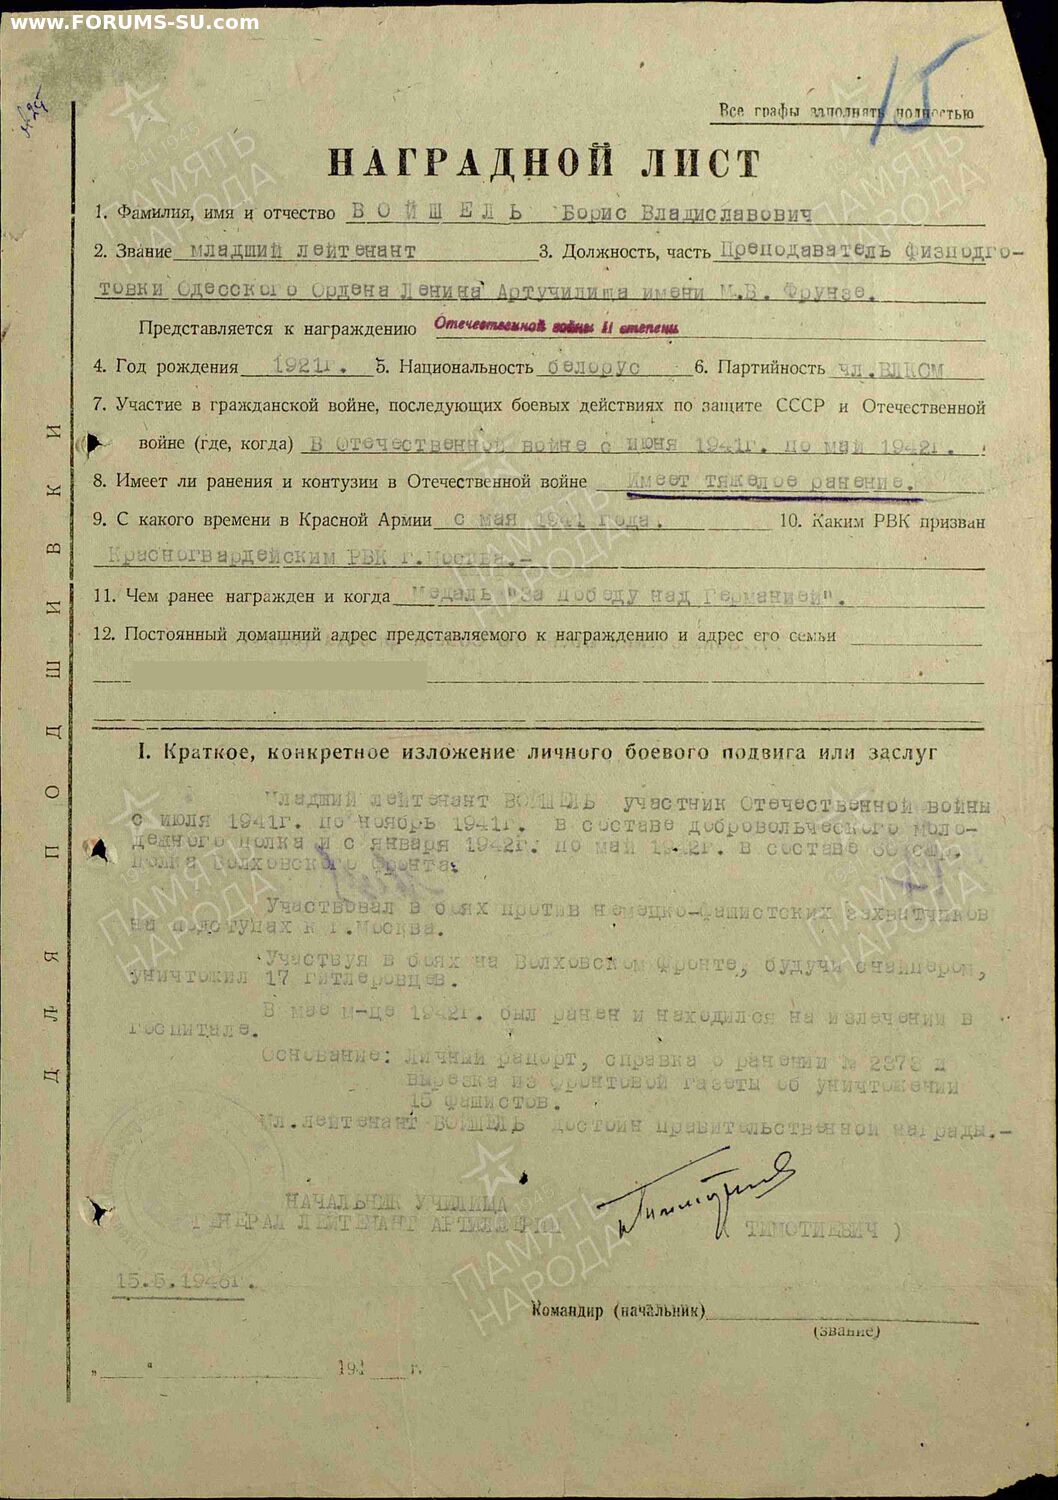 www.FORUMS-SU.com
15
Все графы заполнять полностью
НАГРАДНОЙ ЛИСТ
1. Фамилия, имя и отчество ВОЙШЕЛЬ Борис Владиславович
2. Звание младший лейтенант 3. Должность, часть Преподаватель физподго-
товки Одесского Ордена Ленина Артучилища имени М.В. Фрунзе.
Представляется к награждению Отечественной войны II степени
4. Год рождения 1921г. 5. Национальность белорус 6. Партийность чл.ВЛКСМ
7. Участие в гражданской войне, последующих боевых действиях по защите СССР и Отечественной
войне (где, когда) В Отечественной войне с июня 1941г. по май 1942г.
8. Имеет ли ранения и контузии в Отечественной войне Имеет тяжелое ранение.
9. С какого времени в Красной Армии с мая 1941 года. 10. Каким РВК призван
Красногвардейским РВК г.Москва.-
11. Чем ранее награжден и когда Медаль "За Победу над Германией".
12. Постоянный домашний адрес представляемого к награждению и адрес его семьи
I. Краткое, конкретное изложение личного боевого подвига или заслуг
Младший лейтенант ВОЙШЕЛЬ участник Отечественной войны
с июля 1941г. по ноябрь 1941г. в составе добровольческого моло-
дежного полка и с января 1942г. по май 1942г. в составе
полка Волховского фронта.
Участвовал в боях против немецко-фашистских захватчиков
на подступах к г.Москва.
Участвуя в боях на Волховском фронте, будучи снайпером,
уничтожил 17 гитлеровцев.
В мае м-це 1942г. был ранен и находился на излечении в
госпитале.
Основание: личный рапорт, справка о ранении № 2873 и
вырезка из фронтовой газеты об уничтожении
15 фашистов.
Мл.лейтенант ВОЙШЕЛЬ достоин правительственной награды.-
НАЧАЛЬНИК УЧИЛИЩА
ГЕНЕРАЛ ЛЕЙТЕНАНТ АРТИЛЛЕРИИ
ТИМОТИЕВИЧ )
15.5.1946г.
Командир (начальник)
(звание)
„ “ 194 г.
ДЛЯ ПОДШИВКИ
ПАМЯТЬ НАРОДА